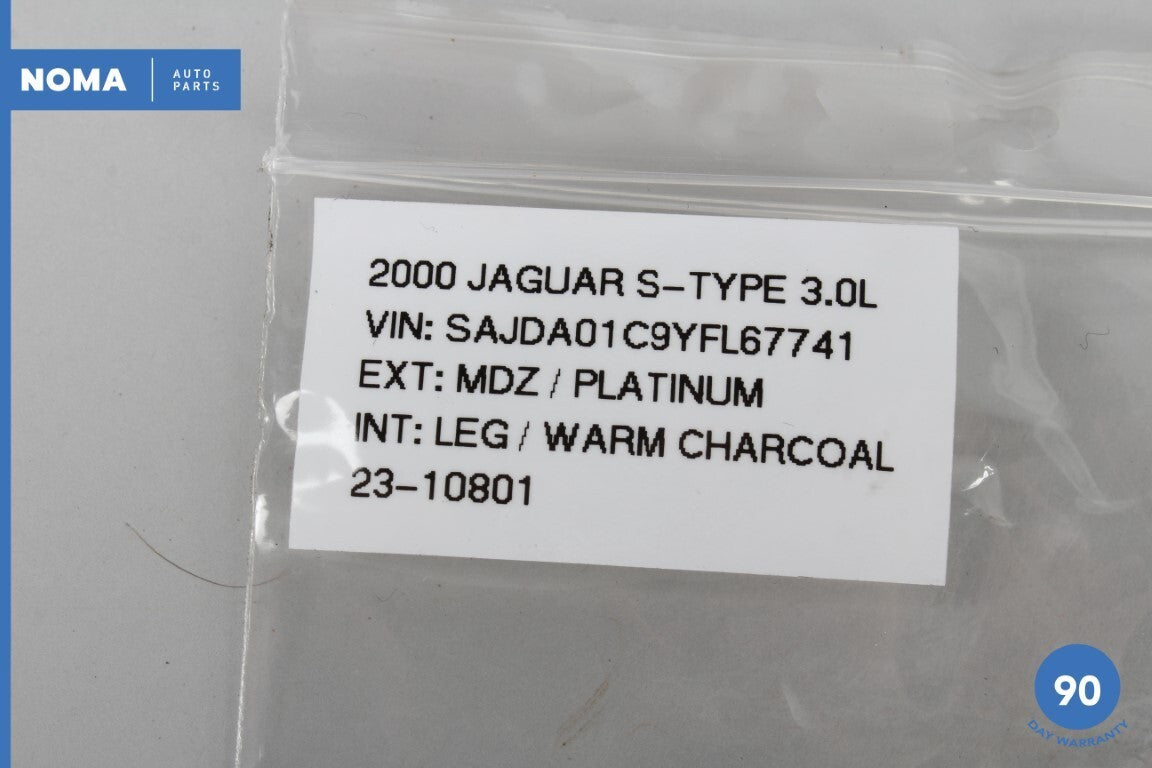 NOMA
AUTO
PARTS
2000 JAGUAR S-TYPE 3.0L
VIN: SAJDA01C9YFL67741
EXT: MDZ / PLATINUM
INT: LEG / WARM CHARCOAL
23-10801
90
DAY WARRANTY